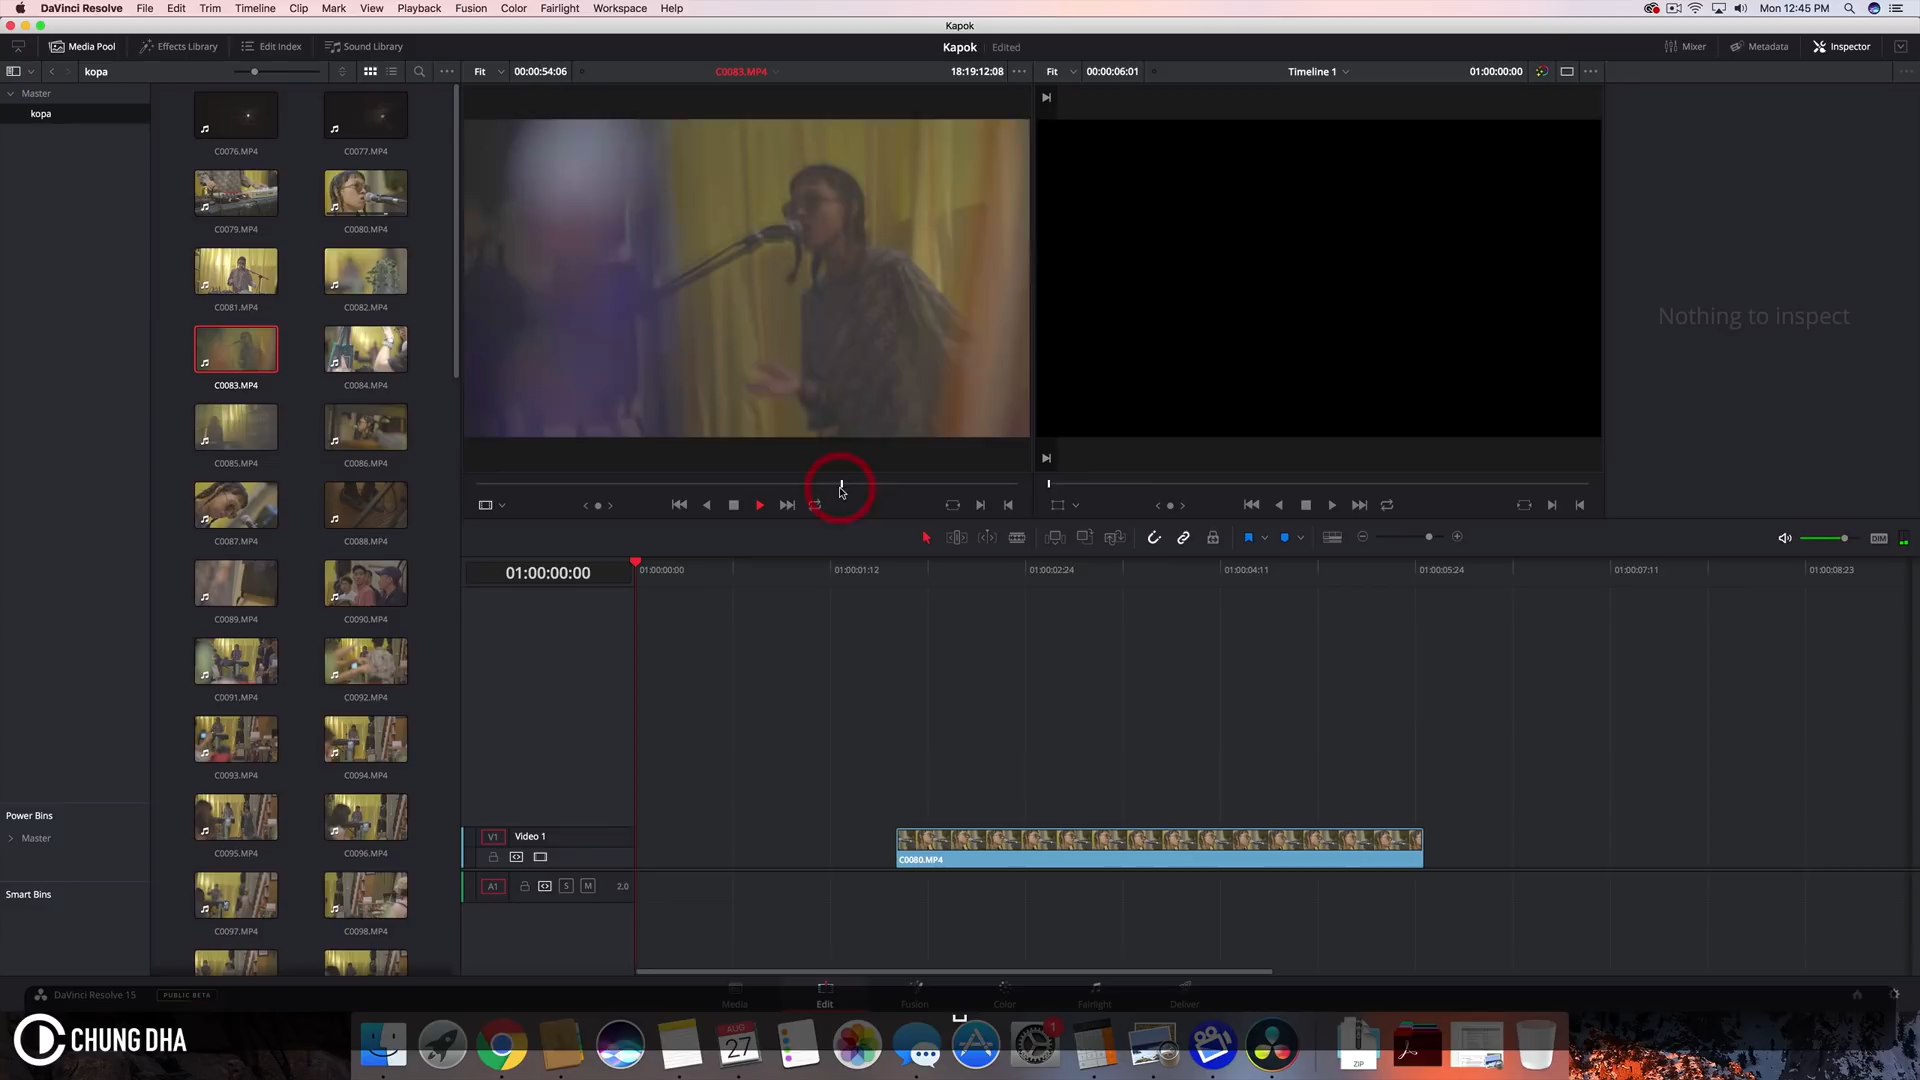 DaVinci Resolve File Edit Trim Timeline Clip Mark View Playback Fusion Color Fairlight Workspace Help Mon 12:45 PM
Kapok
Media Pool Effects Library Edit Index Sound Library Kapok Edited Mixer Metadata Inspector
kopa Fit 00:00:54:06 C0083.MP4 18:19:12:08 Fit 00:00:06:01 Timeline 1 01:00:00:00
Master
kopa
C0076.MP4 C0077.MP4
C0079.MP4 C0080.MP4
C0081.MP4 C0082.MP4
C0083.MP4 C0084.MP4
C0085.MP4 C0086.MP4
C0087.MP4 C0088.MP4
C0089.MP4 C0090.MP4
C0091.MP4 C0092.MP4
C0093.MP4 C0094.MP4
C0095.MP4 C0096.MP4
C0097.MP4 C0098.MP4
Nothing to inspect
DIM
01:00:00:00 01:00:00:00 01:00:01:12 01:00:02:24 01:00:04:11 01:00:05:24 01:00:07:11 01:00:08:23
Power Bins
Master
Smart Bins
V1 Video 1
C0080.MP4
A1 S M 2.0
DaVinci Resolve 15 PUBLIC BETA
Media Edit Fusion Color Fairlight Deliver
CHUNG DHA
AUG
27
1
ZIP